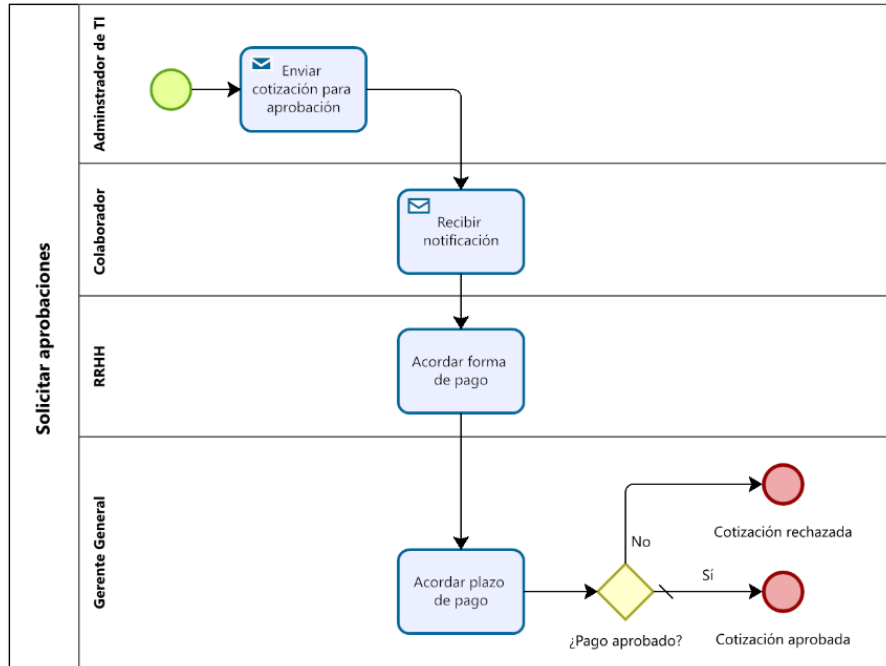 Solicitar aprobaciones
Adminstrador de TI
Enviar
cotización para
aprobación
Colaborador
Recibir
notificación
RRHH
Acordar forma
de pago
Gerente General
Acordar plazo
de pago
¿Pago aprobado?
No
Cotización rechazada
Sí
Cotización aprobada